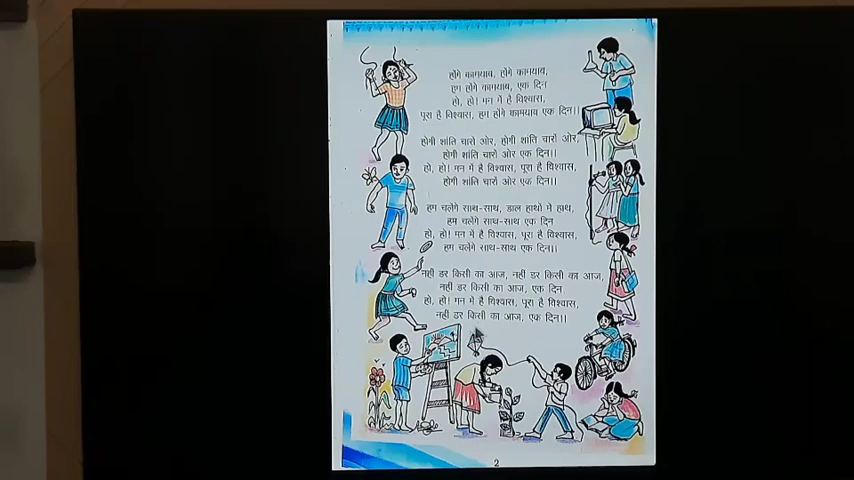 होंगे कामयाब, होंगे कामयाब,
हम होंगे कामयाब, एक दिन
हो, हो! मन में है विश्वास,
पूरा है विश्वास, हम होंगे कामयाब एक दिन।।
होगी शांति चारों ओर, होगी शांति चारों ओर,
होगी शांति चारों ओर एक दिन।।
हो, हो! मन में है विश्वास, पूरा है विश्वास,
होगी शांति चारों ओर एक दिन।।
हम चलेंगे साथ-साथ, डाल हाथों में हाथ,
हम चलेंगे साथ-साथ एक दिन
हो, हो! मन में है विश्वास, पूरा है विश्वास,
हम चलेंगे साथ-साथ एक दिन।।
नहीं डर किसी का आज, नहीं डर किसी का आज,
नहीं डर किसी का आज, एक दिन
हो, हो! मन में है विश्वास, पूरा है विश्वास,
नहीं डर किसी का आज, एक दिन।।
2